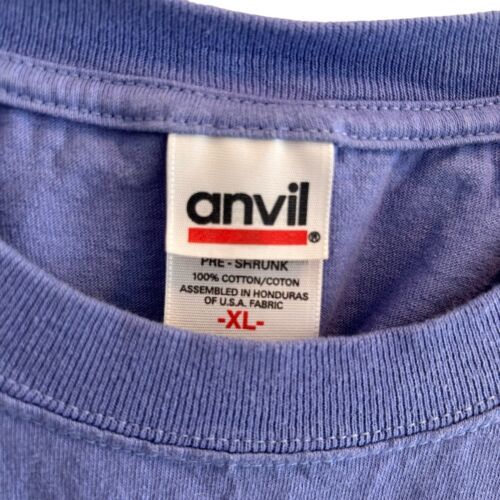 anvil®
PRE-SHRUNK
100% COTTON/COTON
ASSEMBLED IN HONDURAS
OF U.S.A. FABRIC
-XL-